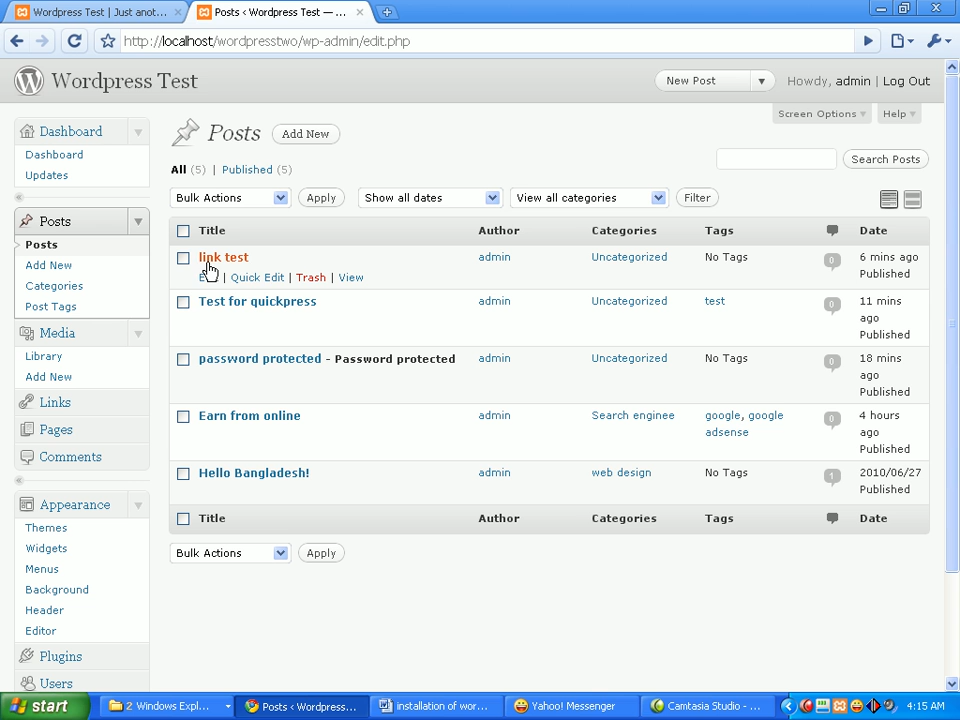 Wordpress Test | Just anot...
Posts ‹ Wordpress Test — ...
http://localhost/wordpresstwo/wp-admin/edit.php
Wordpress Test
New Post
Howdy, admin | Log Out
Screen Options
Help
Dashboard
Dashboard
Updates
Posts
Posts
Add New
Categories
Post Tags
Media
Library
Add New
Links
Pages
Comments
Appearance
Themes
Widgets
Menus
Background
Header
Editor
Plugins
Users
Posts
Add New
All (5) | Published (5)
Search Posts
Bulk Actions
Apply
Show all dates
View all categories
Filter
Title Author Categories Tags Date
link test admin Uncategorized No Tags 0 6 mins ago
| Quick Edit | Trash | View Published
Test for quickpress admin Uncategorized test 0 11 mins
ago
Published
password protected - Password protected admin Uncategorized No Tags 0 18 mins
ago
Published
Earn from online admin Search enginee google, google 0 4 hours
adsense ago
Published
Hello Bangladesh! admin web design No Tags 1 2010/06/27
Published
Title Author Categories Tags Date
Bulk Actions
Apply
start
2 Windows Expl...
Posts ‹ Wordpress...
installation of wor...
Yahoo! Messenger
Camtasia Studio - ...
4:15 AM